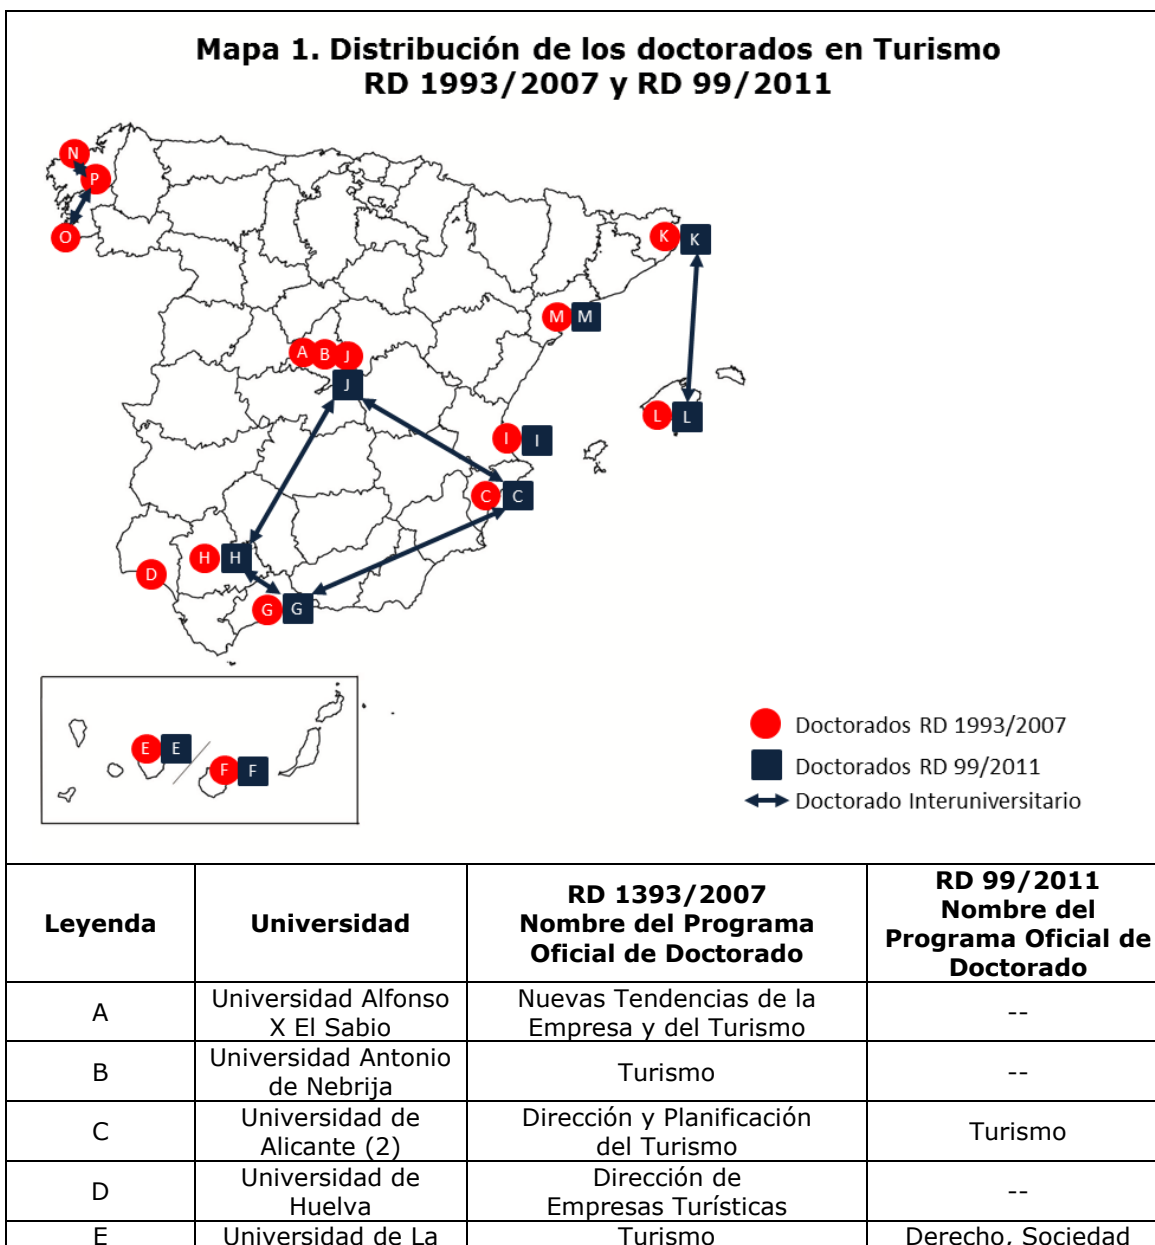 Mapa 1. Distribución de los doctorados en Turismo
RD 1993/2007 y RD 99/2011
N
P
O
K K
M M
A B J
J
L L
I I
C C
H H
D
G G
E E
F F
Doctorados RD 1993/2007
Doctorados RD 99/2011
Doctorado Interuniversitario
Leyenda
Universidad
RD 1393/2007
Nombre del Programa
Oficial de Doctorado
RD 99/2011
Nombre del
Programa Oficial de
Doctorado
A
Universidad Alfonso
X El Sabio
Nuevas Tendencias de la
Empresa y del Turismo
--
B
Universidad Antonio
de Nebrija
Turismo
--
C
Universidad de
Alicante (2)
Dirección y Planificación
del Turismo
Turismo
D
Universidad de
Huelva
Dirección de
Empresas Turísticas
--
E
Universidad de La
Turismo
Derecho, Sociedad